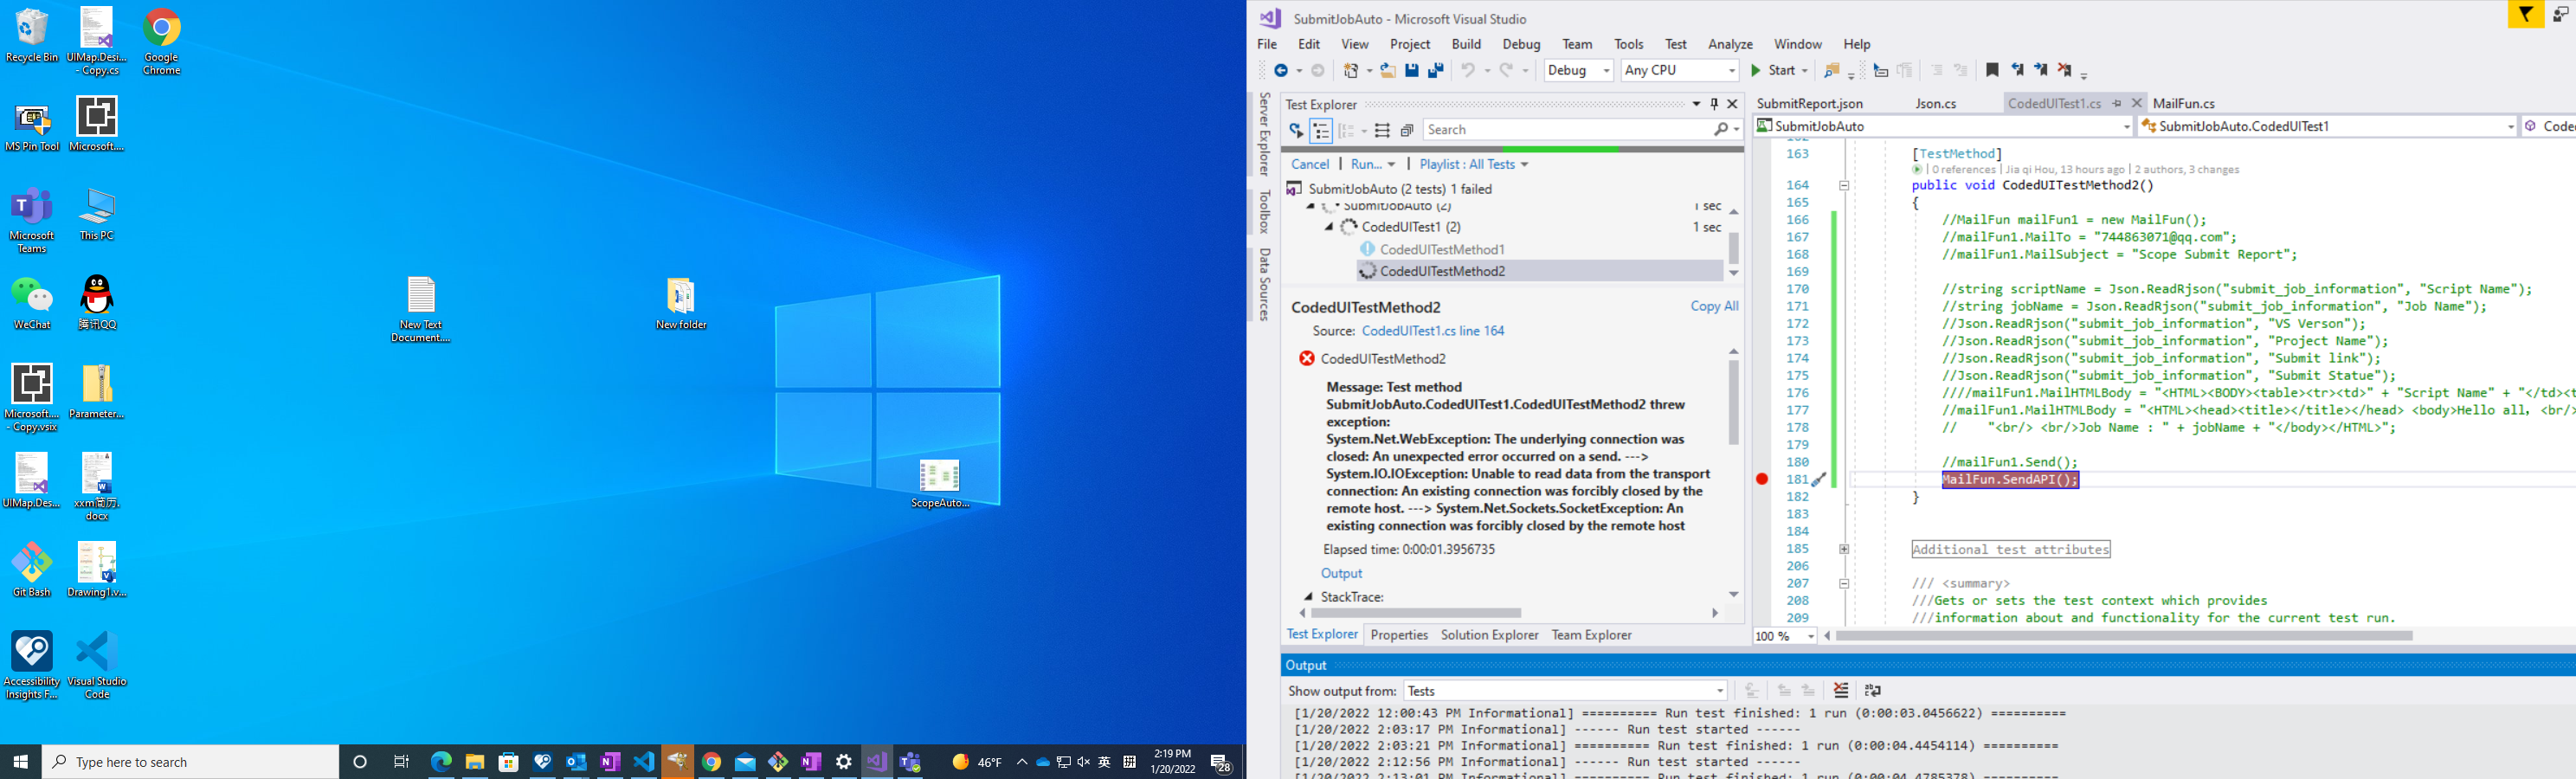 Recycle Bin
UIMap.Desi...
- Copy.cs
Google
Chrome
MS Pin Tool
Microsoft....
Microsoft
Teams
This PC
WeChat
腾讯QQ
Microsoft....
- Copy.vsix
Parameter...
UIMap.Des...
xxm简历.
docx
Git Bash
Drawing1.v...
Accessibility
Insights F...
Visual Studio
Code
New Text
Document....
New folder
ScopeAuto...
Type here to search
46°F
英
拼
2:19 PM
1/20/2022
28
SubmitJobAuto - Microsoft Visual Studio
File Edit View Project Build Debug Team Tools Test Analyze Window Help
Debug Any CPU Start
Server Explorer
Toolbox
Data Sources
Test Explorer
Search
Cancel | Run... | Playlist : All Tests
SubmitJobAuto (2 tests) 1 failed
SubmitJobAuto (2) 1 sec
CodedUITest1 (2) 1 sec
CodedUITestMethod1
CodedUITestMethod2
CodedUITestMethod2 Copy All
Source: CodedUITest1.cs line 164
CodedUITestMethod2
Message: Test method
SubmitJobAuto.CodedUITest1.CodedUITestMethod2 threw
exception:
System.Net.WebException: The underlying connection was
closed: An unexpected error occurred on a send. --->
System.IO.IOException: Unable to read data from the transport
connection: An existing connection was forcibly closed by the
remote host. ---> System.Net.Sockets.SocketException: An
existing connection was forcibly closed by the remote host
Elapsed time: 0:00:01.3956735
Output
StackTrace:
Test Explorer Properties Solution Explorer Team Explorer
SubmitReport.json Json.cs CodedUITest1.cs MailFun.cs
SubmitJobAuto SubmitJobAuto.CodedUITest1 Code
163 [TestMethod]
| 0 references | Jia qi Hou, 13 hours ago | 2 authors, 3 changes
164 public void CodedUITestMethod2()
165 {
166 //MailFun mailFun1 = new MailFun();
167 //mailFun1.MailTo = "744863071@qq.com";
168 //mailFun1.MailSubject = "Scope Submit Report";
169
170 //string scriptName = Json.ReadRjson("submit_job_information", "Script Name");
171 //string jobName = Json.ReadRjson("submit_job_information", "Job Name");
172 //Json.ReadRjson("submit_job_information", "VS Verson");
173 //Json.ReadRjson("submit_job_information", "Project Name");
174 //Json.ReadRjson("submit_job_information", "Submit link");
175 //Json.ReadRjson("submit_job_information", "Submit Statue");
176 ////mailFun1.MailHTMLBody = "<HTML><BODY><table><tr><td>" + "Script Name" + "</td><t
177 //mailFun1.MailHTMLBody = "<HTML><head><title></title></head> <body>Hello all, <br/>
178 // "<br/> <br/>Job Name : " + jobName + "</body></HTML>";
179
180 //mailFun1.Send();
181 MailFun.SendAPI();
182 }
183
184
185 Additional test attributes
206
207 /// <summary>
208 ///Gets or sets the test context which provides
209 ///information about and functionality for the current test run.
100 %
Output
Show output from: Tests
[1/20/2022 12:00:43 PM Informational] ========== Run test finished: 1 run (0:00:03.0456622) ==========
[1/20/2022 2:03:17 PM Informational] ------ Run test started ------
[1/20/2022 2:03:21 PM Informational] ========== Run test finished: 1 run (0:00:04.4454114) ==========
[1/20/2022 2:12:56 PM Informational] ------ Run test started ------
[1/20/2022 2:13:01 PM Informational] ========== Run test finished: 1 run (0:00:04.4785378) ==========